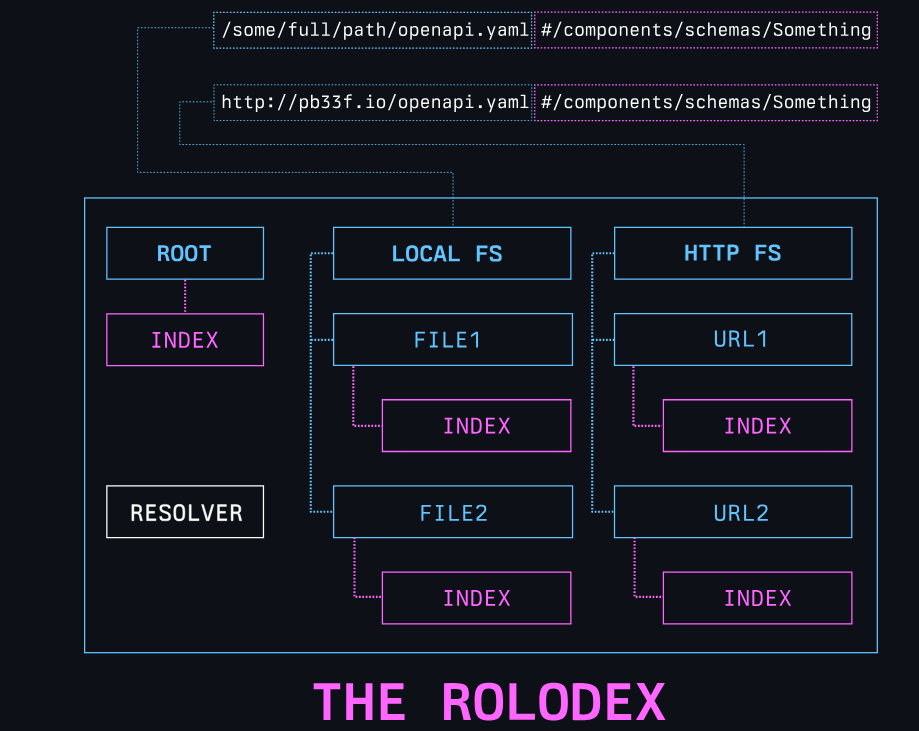 /some/full/path/openapi.yaml #/components/schemas/Something
http://pb33f.io/openapi.yaml #/components/schemas/Something
ROOT LOCAL FS HTTP FS
INDEX FILE1 URL1
INDEX INDEX
RESOLVER FILE2 URL2
INDEX INDEX
THE ROLODEX